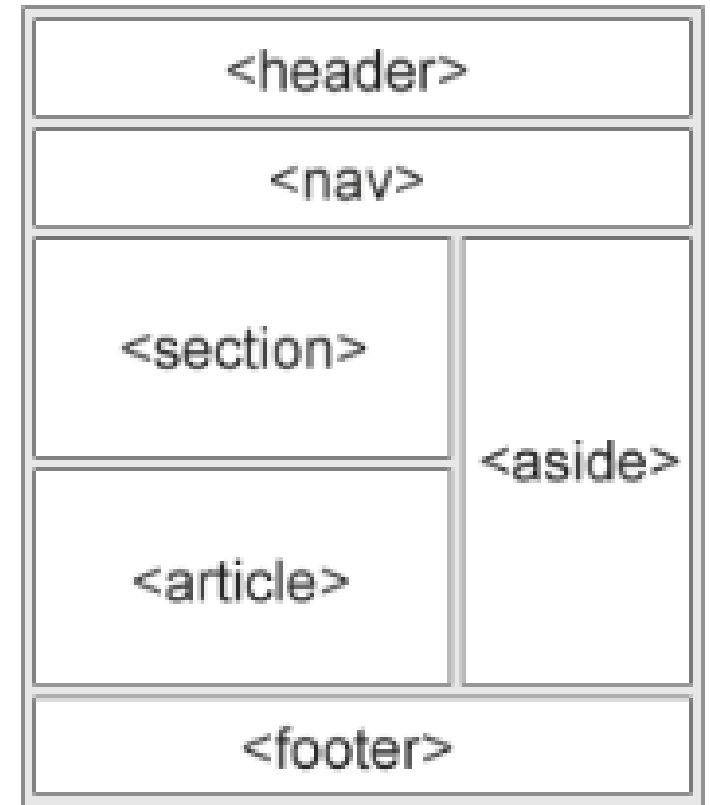 <header>
<nav>
<section>
<aside>
<article>
<footer>